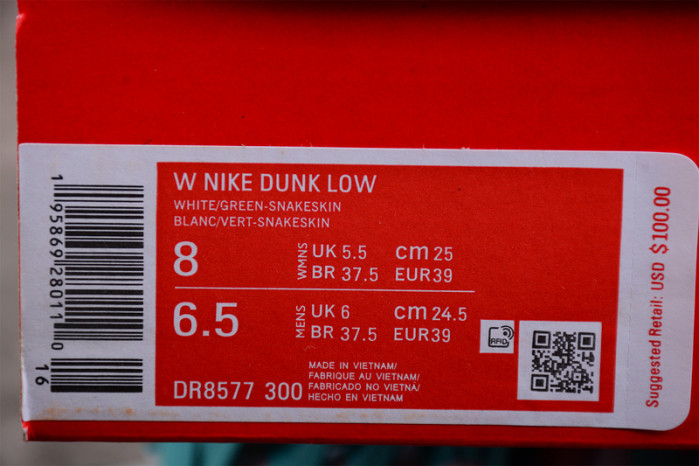 W NIKE DUNK LOW
WHITE/GREEN-SNAKESKIN
BLANC/VERT-SNAKESKIN
8 WMNS UK 5.5 cm 25
BR 37.5 EUR39
6.5 MENS UK 6 cm 24.5
BR 37.5 EUR39
RFID
MADE IN VIETNAM/
FABRIQUE AU VIETNAM/
FABRICADO NO VIETNÃ/
HECHO EN VIETNAM
DR8577 300
1 95869 28011 0
16
Suggested Retail: USD $100.00